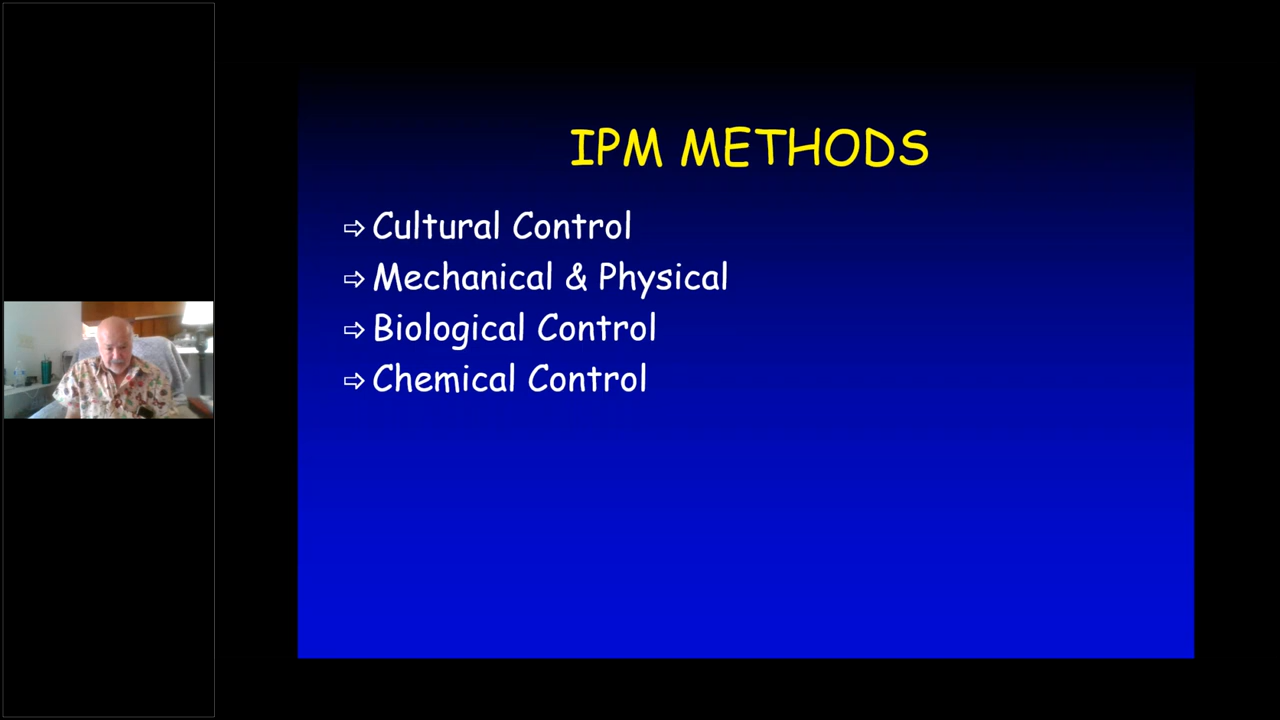 IPM METHODS
⇨ Cultural Control
⇨ Mechanical & Physical
⇨ Biological Control
⇨ Chemical Control